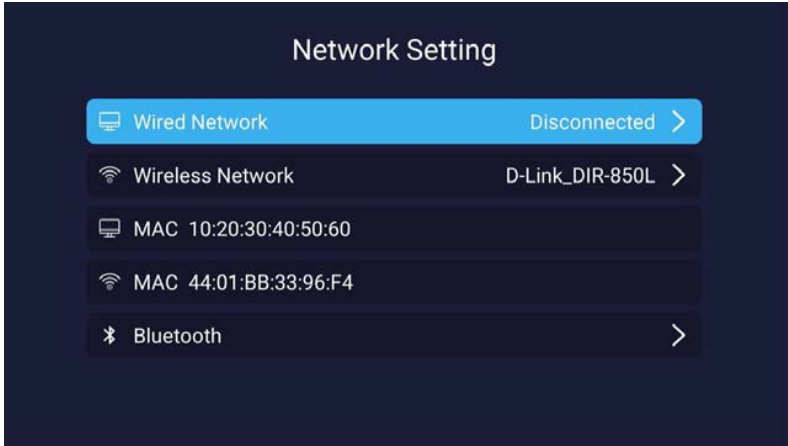 Network Setting
Wired Network Disconnected
Wireless Network D-Link_DIR-850L
MAC 10:20:30:40:50:60
MAC 44:01:BB:33:96:F4
Bluetooth